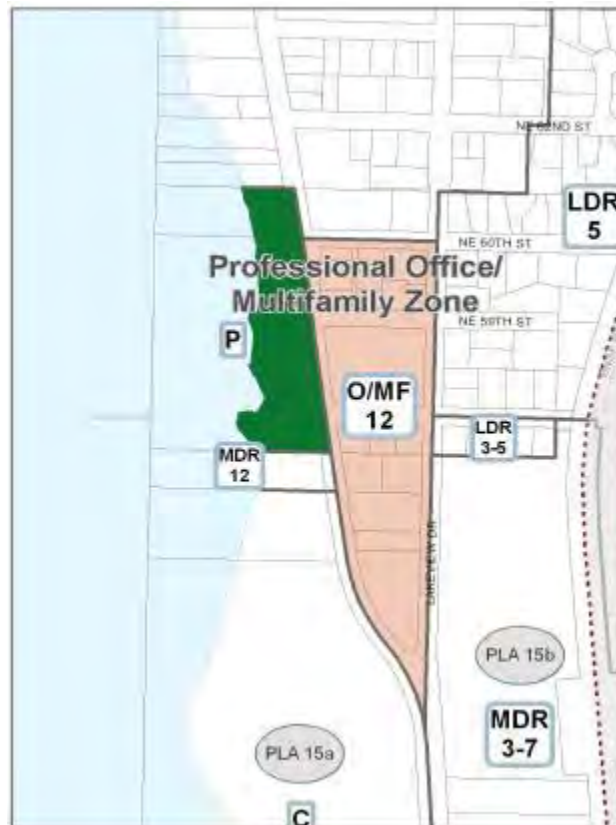 NE 62ND ST
LDR
5
NE 60TH ST
Professional Office/
Multifamily Zone
NE 59TH ST
P
O/MF
12
LDR
3-5
MDR
12
LAKEVIEW DR
PLA 15b
MDR
3-7
PLA 15a
C